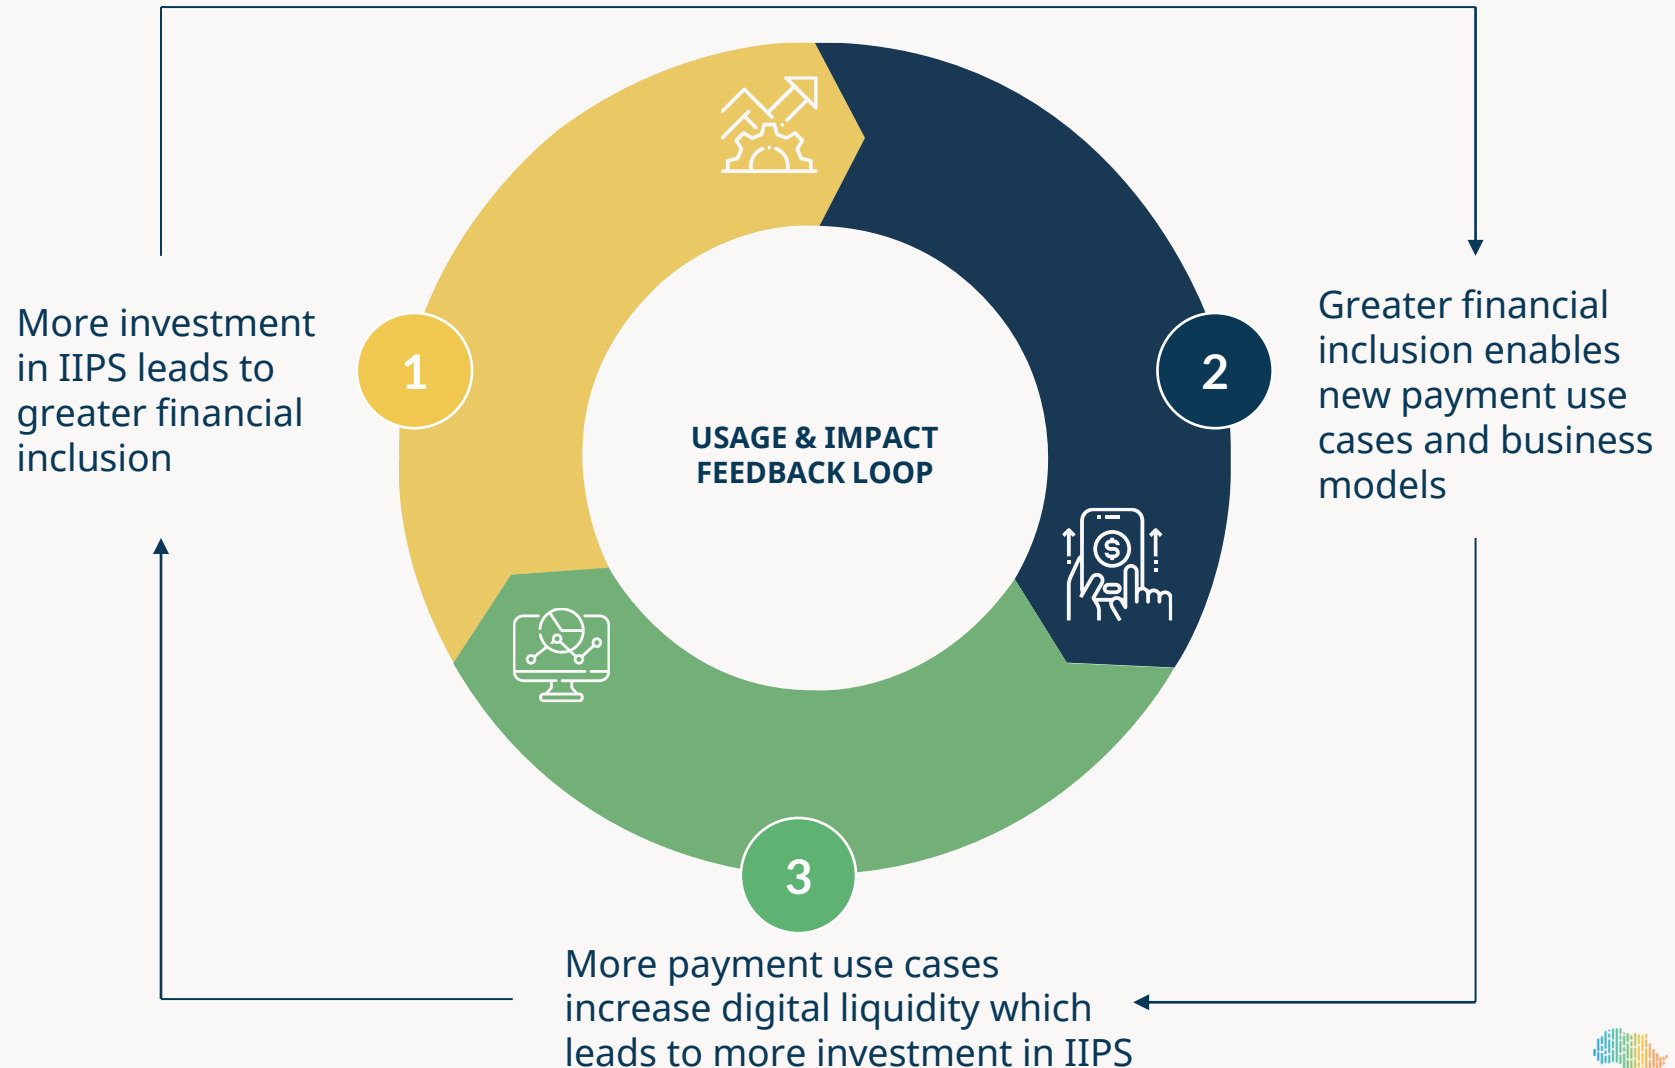 More investment
in IIPS leads to
greater financial
inclusion
1
USAGE & IMPACT
FEEDBACK LOOP
2
Greater financial
inclusion enables
new payment use
cases and business
models
$
3
More payment use cases
increase digital liquidity which
leads to more investment in IIPS